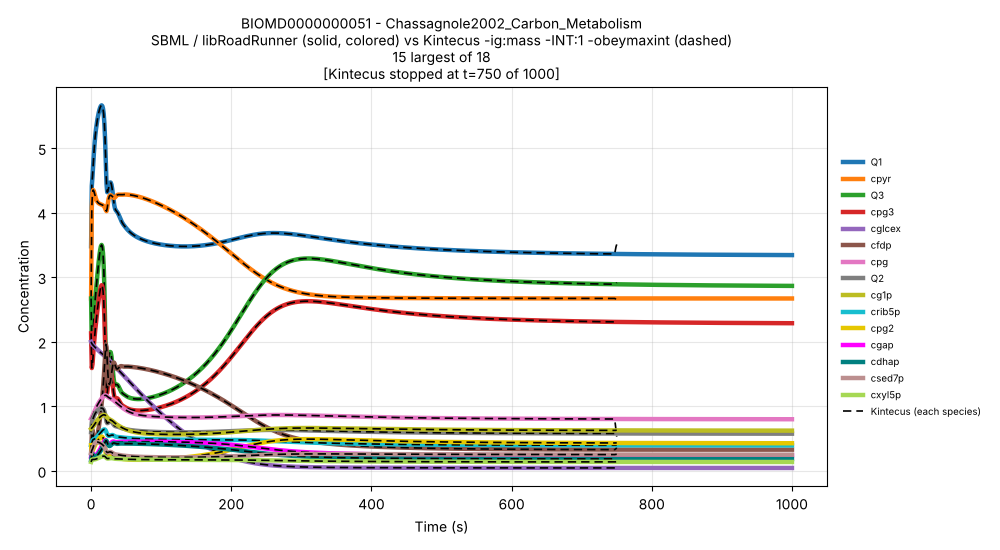 BIOMD0000000051 - Chassagnole2002_Carbon_Metabolism
SBML / libRoadRunner (solid, colored) vs Kintecus -ig:mass -INT:1 -obeymaxint (dashed)
15 largest of 18
[Kintecus stopped at t=750 of 1000]
Concentration
5
4
3
2
1
0
0
200
400
600
800
1000
Time (s)
Q1
cpyr
Q3
cpg3
cglcex
cfdp
cpg
Q2
cg1p
crib5p
cpg2
cgap
cdhap
csed7p
cxyl5p
Kintecus (each species)